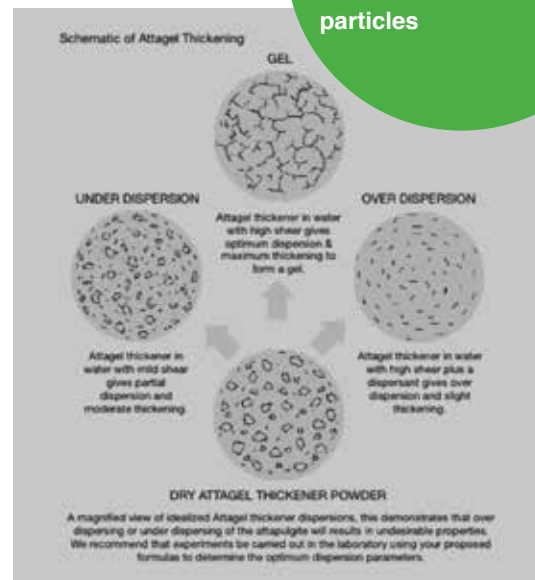 particles
Schematic of Attagel Thickening
GEL
UNDER DISPERSION
OVER DISPERSION
Attagel thickener in water
with high shear gives
optimum dispersion &
maximum thickening to
form a gel.
Attagel thickener in
water with mild shear
gives partial
dispersion and
moderate thickening.
Attagel thickener in water
with high shear plus a
dispersant gives over
dispersion and slight
thickening.
DRY ATTAGEL THICKENER POWDER
A magnified view of idealized Attagel thickener dispersions, this demonstrates that over
dispersing or under dispersing of the attapulgite will results in undesirable properties.
We recommend that experiments be carried out in the laboratory using your proposed
formulas to determine the optimum dispersion parameters.